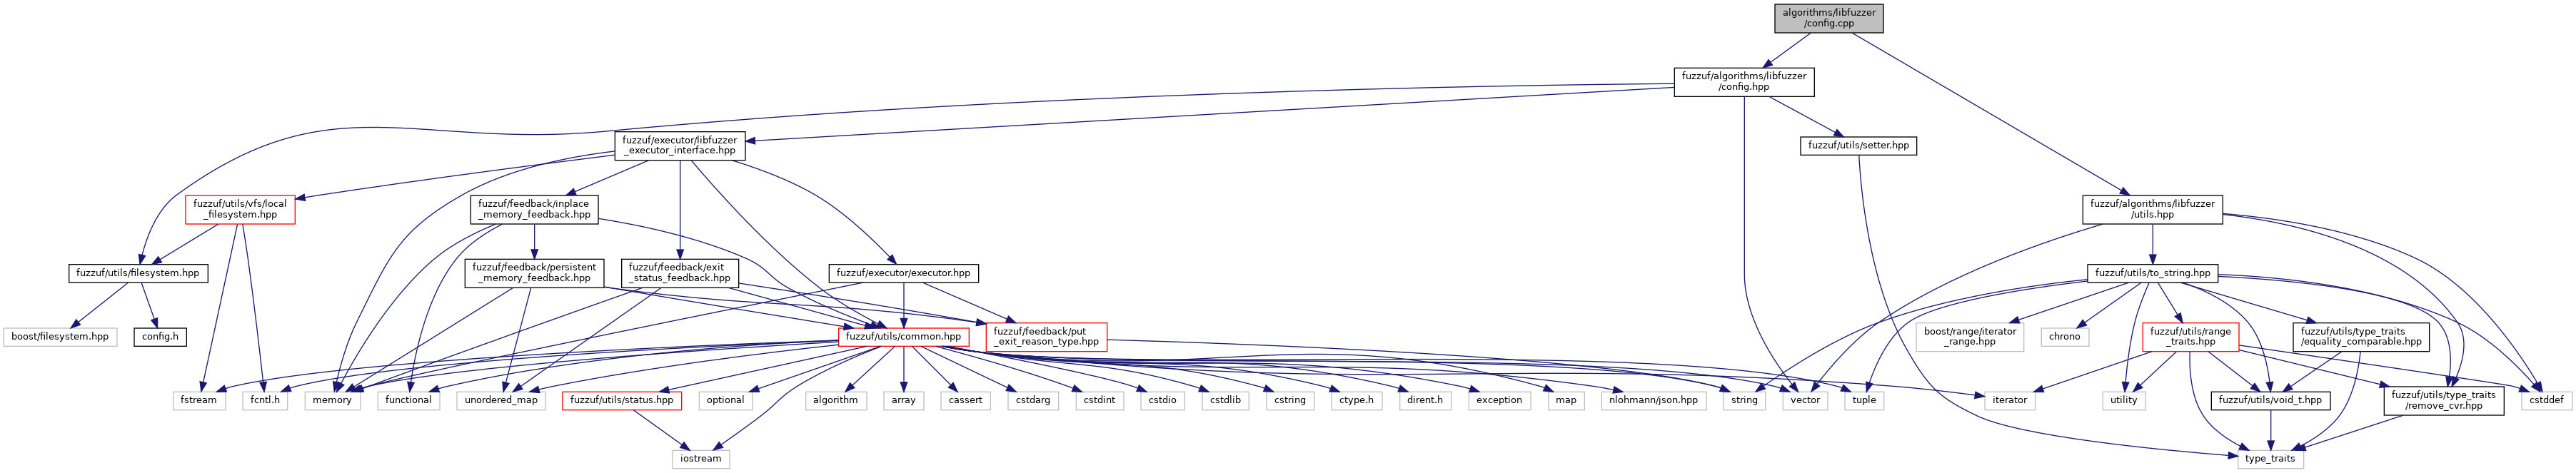 algorithms/libfuzzer
/config.cpp
fuzzuf/algorithms/libfuzzer
/config.hpp
fuzzuf/executor/libfuzzer
_executor_interface.hpp
fuzzuf/utils/setter.hpp
fuzzuf/utils/vfs/local
_filesystem.hpp
fuzzuf/feedback/inplace
_memory_feedback.hpp
fuzzuf/algorithms/libfuzzer
/utils.hpp
fuzzuf/utils/filesystem.hpp
fuzzuf/feedback/persistent
_memory_feedback.hpp
fuzzuf/feedback/exit
_status_feedback.hpp
fuzzuf/executor/executor.hpp
fuzzuf/utils/to_string.hpp
boost/filesystem.hpp
config.h
fuzzuf/utils/common.hpp
fuzzuf/feedback/put
_exit_reason_type.hpp
boost/range/iterator
_range.hpp
chrono
fuzzuf/utils/range
_traits.hpp
fuzzuf/utils/type_traits
/equality_comparable.hpp
fstream
fcntl.h
memory
functional
unordered_map
fuzzuf/utils/status.hpp
optional
algorithm
array
cassert
cstdarg
cstdint
cstdio
cstdlib
cstring
ctype.h
dirent.h
exception
map
nlohmann/json.hpp
string
vector
tuple
iterator
utility
fuzzuf/utils/void_t.hpp
fuzzuf/utils/type_traits
/remove_cvr.hpp
cstddef
iostream
type_traits